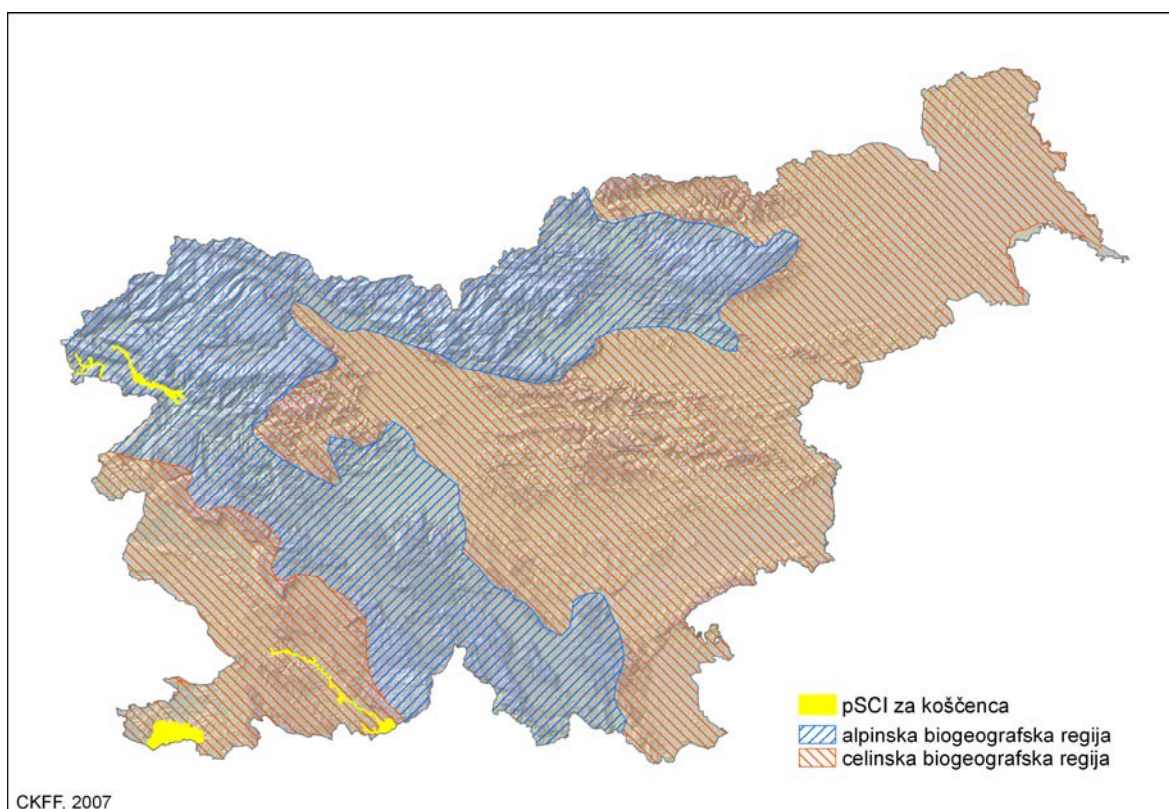 pSCI za koščenca
alpinska biogeografska regija
celinska biogeografska regija
CKFF. 2007